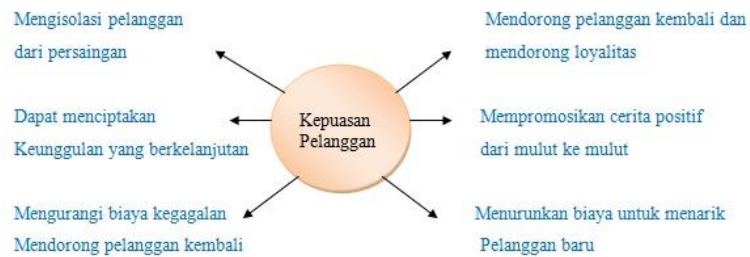 Mengisolasi pelanggan
dari persaingan
Dapat menciptakan
Keunggulan yang berkelanjutan
Mengurangi biaya kegagalan
Mendorong pelanggan kembali
Kepuasan
Pelanggan
Mendorong pelanggan kembali dan
mendorong loyalitas
Mempromosikan cerita positif
dari mulut ke mulut
Menurunkan biaya untuk menarik
Pelanggan baru